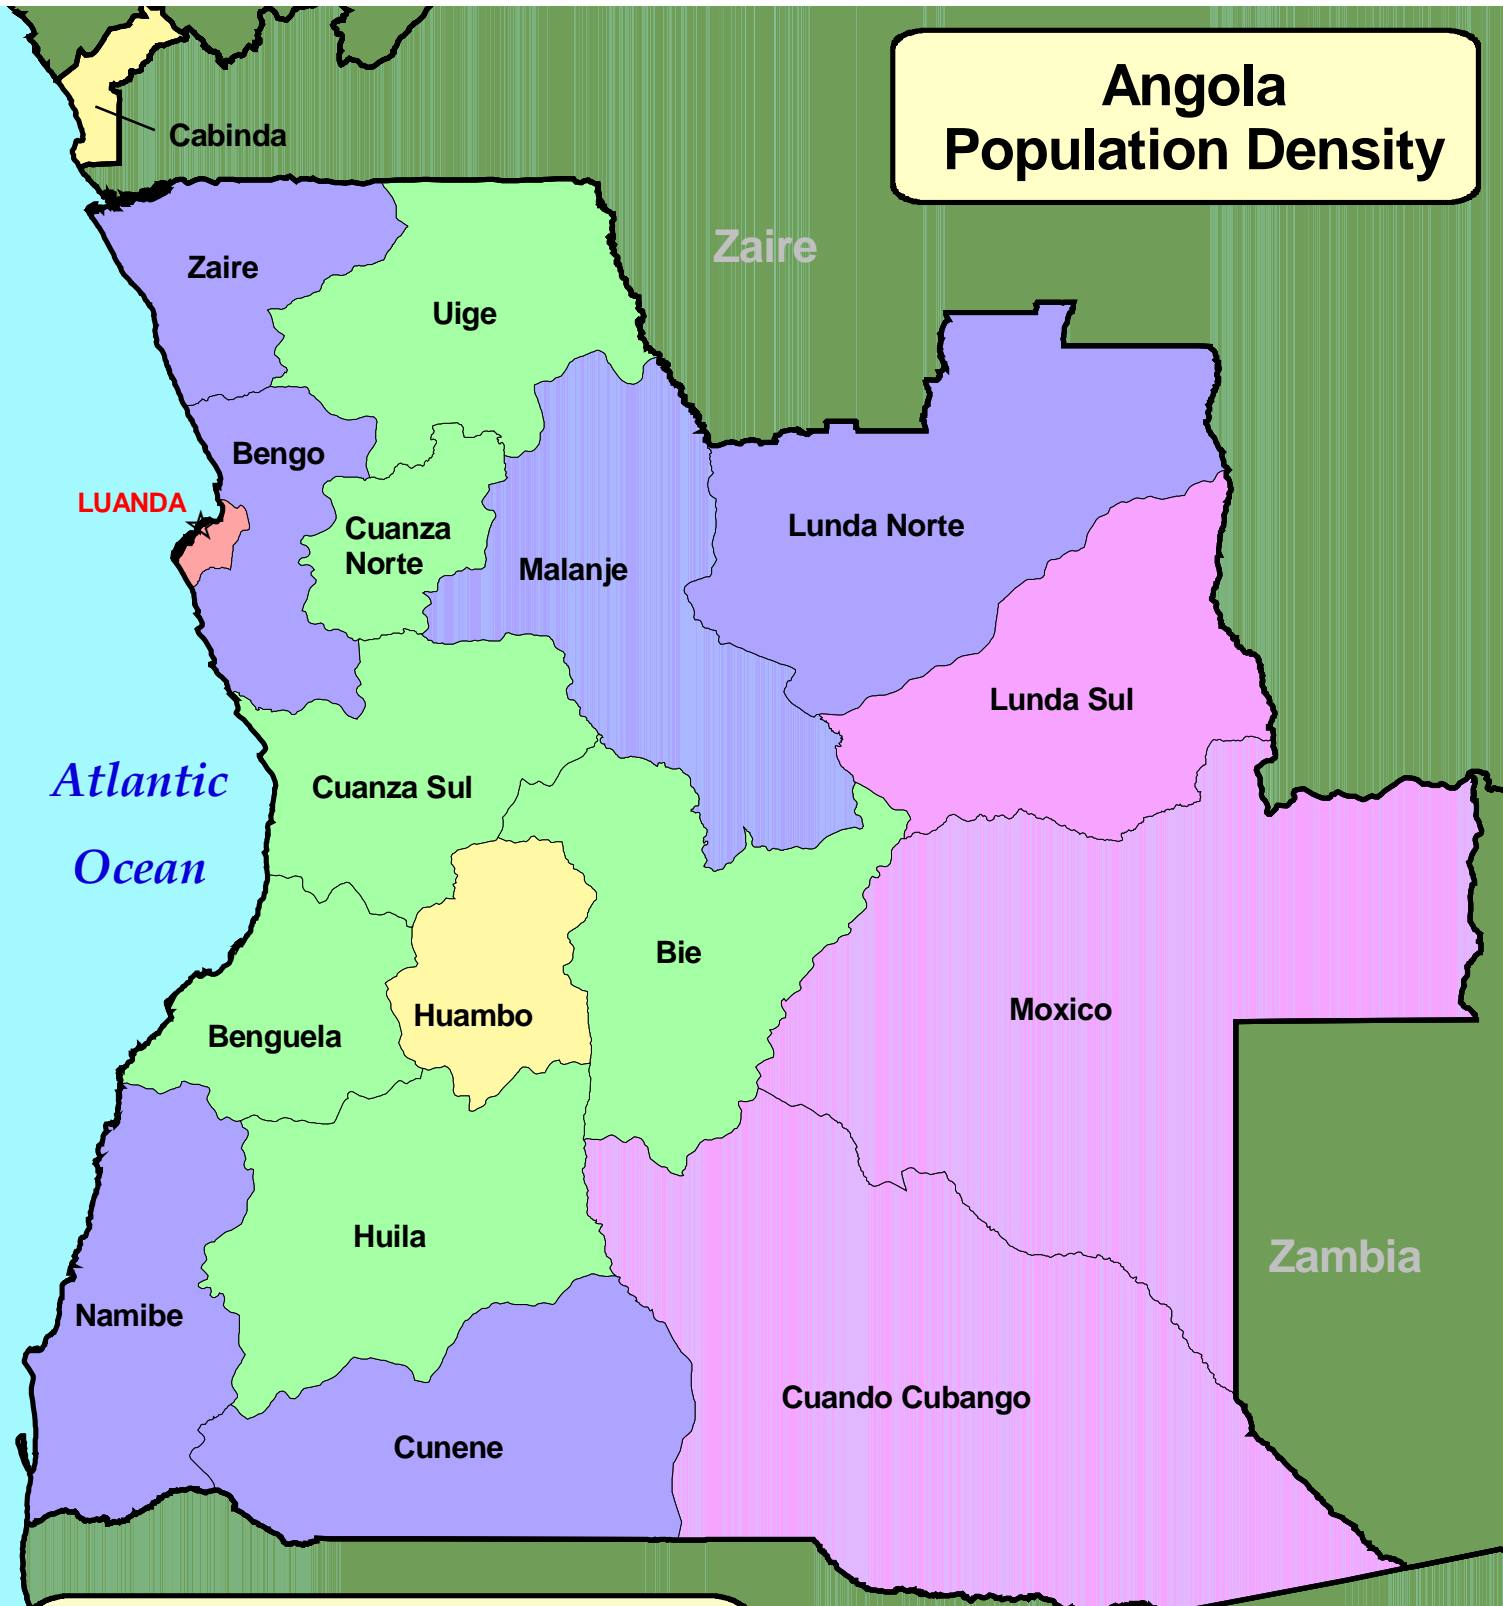 Angola
Population Density
Cabinda
Zaire
Zaire
Uige
Bengo
LUANDA
Cuanza
Norte
Malanje
Lunda Norte
Lunda Sul
Atlantic
Ocean
Cuanza Sul
Bie
Huambo
Benguela
Moxico
Huila
Zambia
Namibe
Cuando Cubango
Cunene